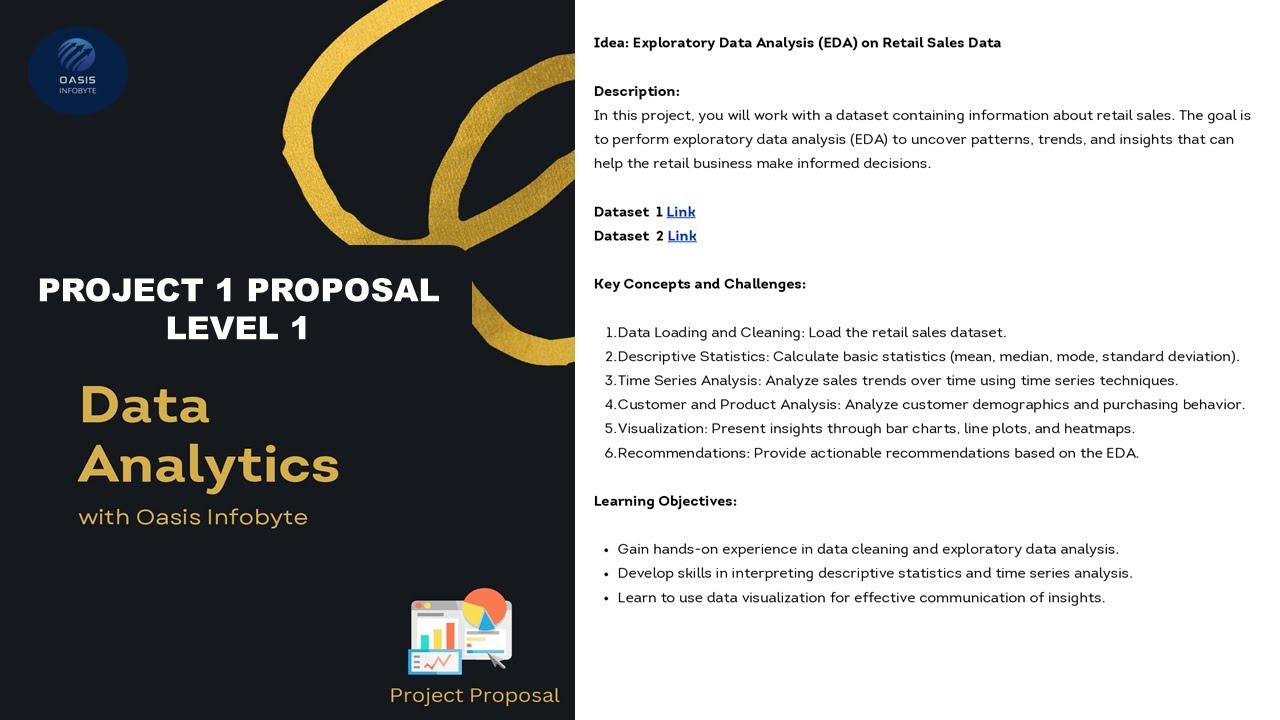 OASIS
INFOBYTE
PROJECT 1 PROPOSAL
LEVEL 1
Data
Analytics
with Oasis Infobyte
Project Proposal
Idea: Exploratory Data Analysis (EDA) on Retail Sales Data
Description:
In this project, you will work with a dataset containing information about retail sales. The goal is
to perform exploratory data analysis (EDA) to uncover patterns, trends, and insights that can
help the retail business make informed decisions.
Dataset 1 Link
Dataset 2 Link
Key Concepts and Challenges:
1.Data Loading and Cleaning: Load the retail sales dataset.
2.Descriptive Statistics: Calculate basic statistics (mean, median, mode, standard deviation).
3.Time Series Analysis: Analyze sales trends over time using time series techniques.
4.Customer and Product Analysis: Analyze customer demographics and purchasing behavior.
5.Visualization: Present insights through bar charts, line plots, and heatmaps.
6.Recommendations: Provide actionable recommendations based on the EDA.
Learning Objectives:
• Gain hands-on experience in data cleaning and exploratory data analysis.
• Develop skills in interpreting descriptive statistics and time series analysis.
• Learn to use data visualization for effective communication of insights.